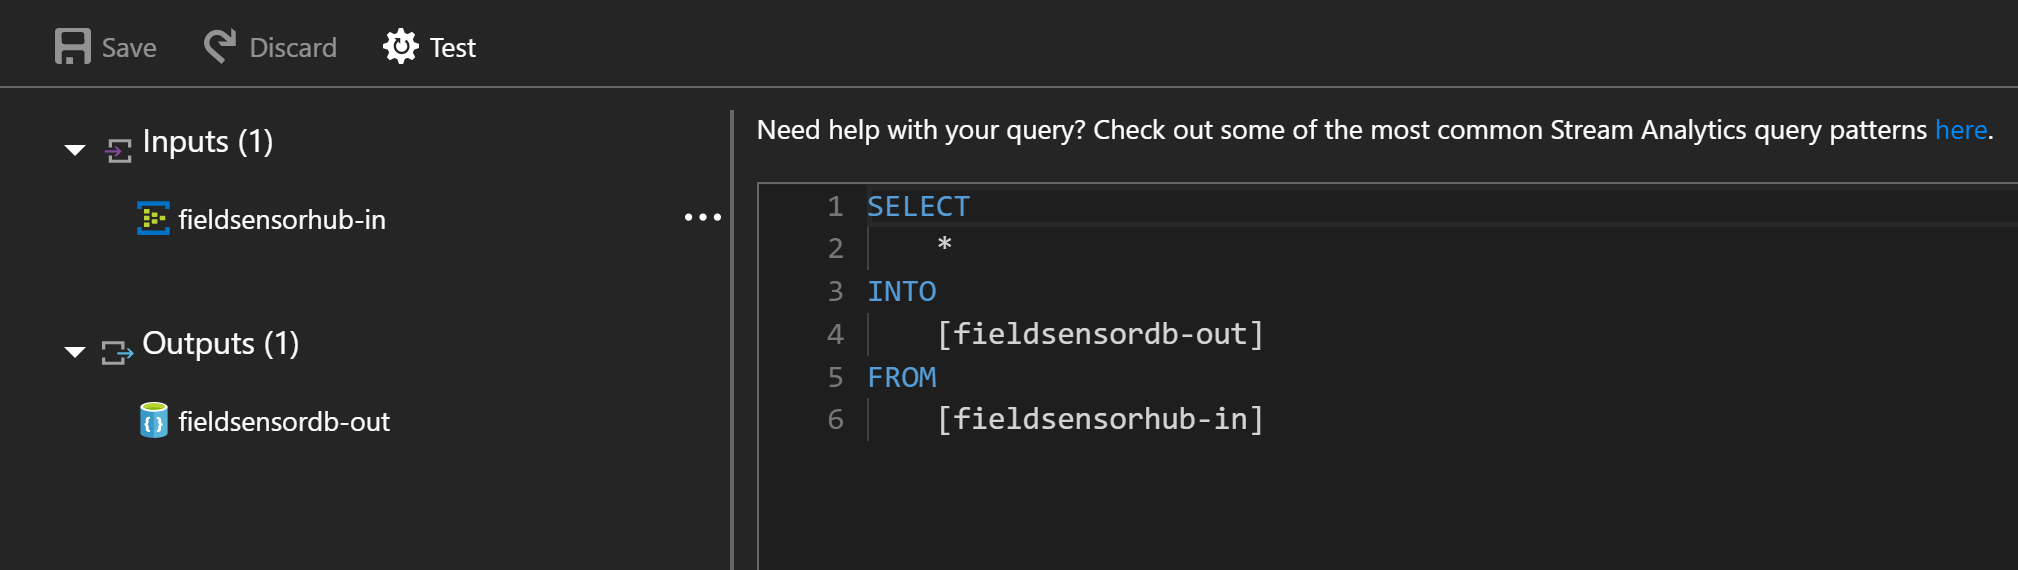 Save Discard Test
Inputs (1)
fieldsensorhub-in
Outputs (1)
fieldsensordb-out
Need help with your query? Check out some of the most common Stream Analytics query patterns here.
1 SELECT
2 *
3 INTO
4 [fieldsensordb-out]
5 FROM
6 [fieldsensorhub-in]